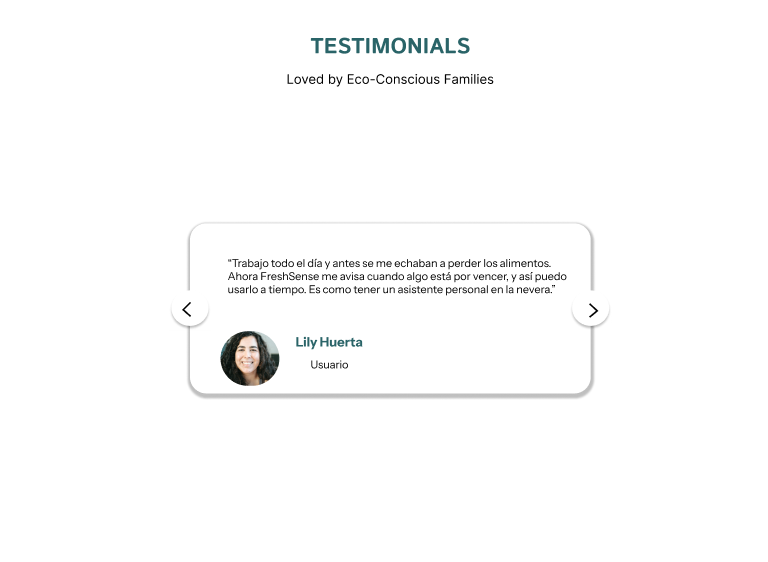 TESTIMONIALS
Loved by Eco-Conscious Families
“Trabajo todo el día y antes se me echaban a perder los alimentos.
Ahora FreshSense me avisa cuando algo está por vencer, y así puedo
usarlo a tiempo. Es como tener un asistente personal en la nevera.”
Lily Huerta
Usuario